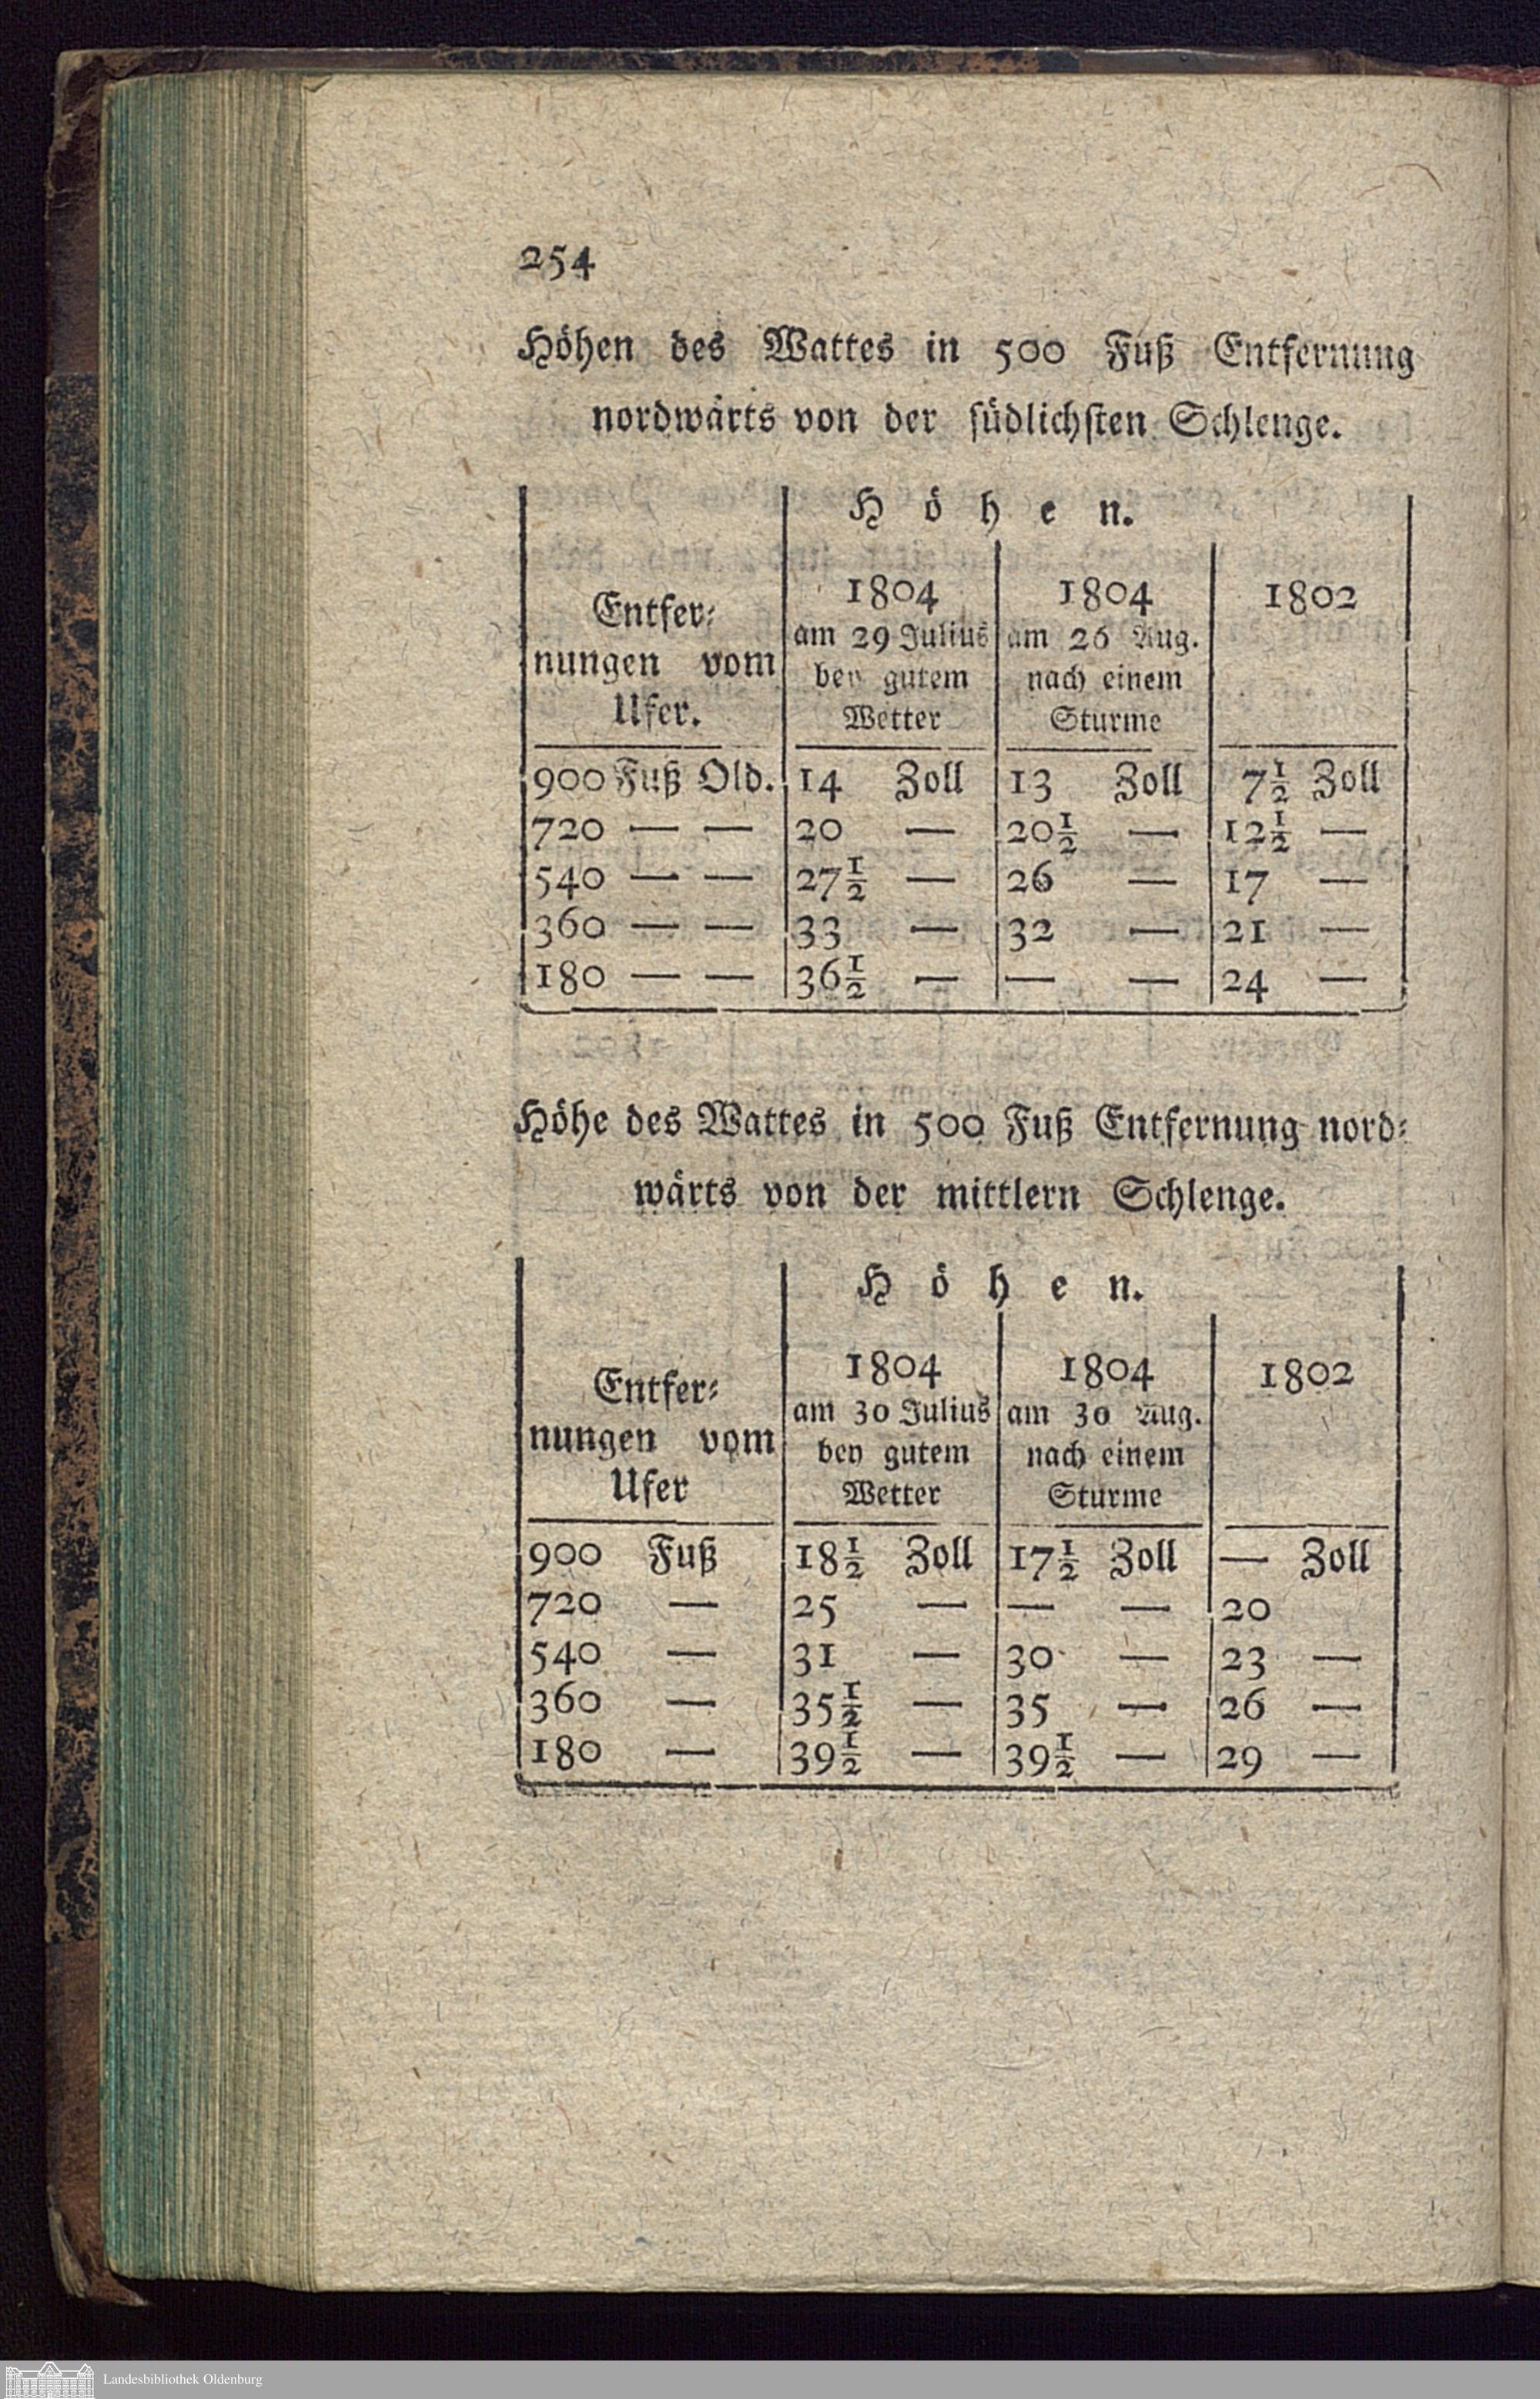 254
Höhen des Wattes in 500 Fuß Entfernung
nordwärts von der südlichsten Schlenge.
Höhen.
Entfer⸗
nungen vom
Ufer.
1804
am 29 Julius
bey gutem
Wetter
1804
am 26 Aug.
nach einem
Sturme
1802
900 Fuß Old. 14 Zoll 13 Zoll 7½ Zoll
720 — — 20 — 20½ — 12½ —
540 — — 27½ — 26 — 17 —
360 — — 33 — 32 — 21 —
180 — — 36½ — — — 24 —
Höhe des Wattes in 500 Fuß Entfernung nord⸗
wärts von der mittlern Schlenge.
Höhen.
Entfer⸗
nungen vom
Ufer
1804
am 30 Julius
bey gutem
Wetter
1804
am 30 Aug.
nach einem
Sturme
1802
900 Fuß 18½ Zoll 17½ Zoll — Zoll
720 — 25 — — — 20
540 — 31 — 30 — 23 —
360 — 35½ — 35 — 26 —
180 — 39½ — 39½ — 29 —
Landesbibliothek Oldenburg